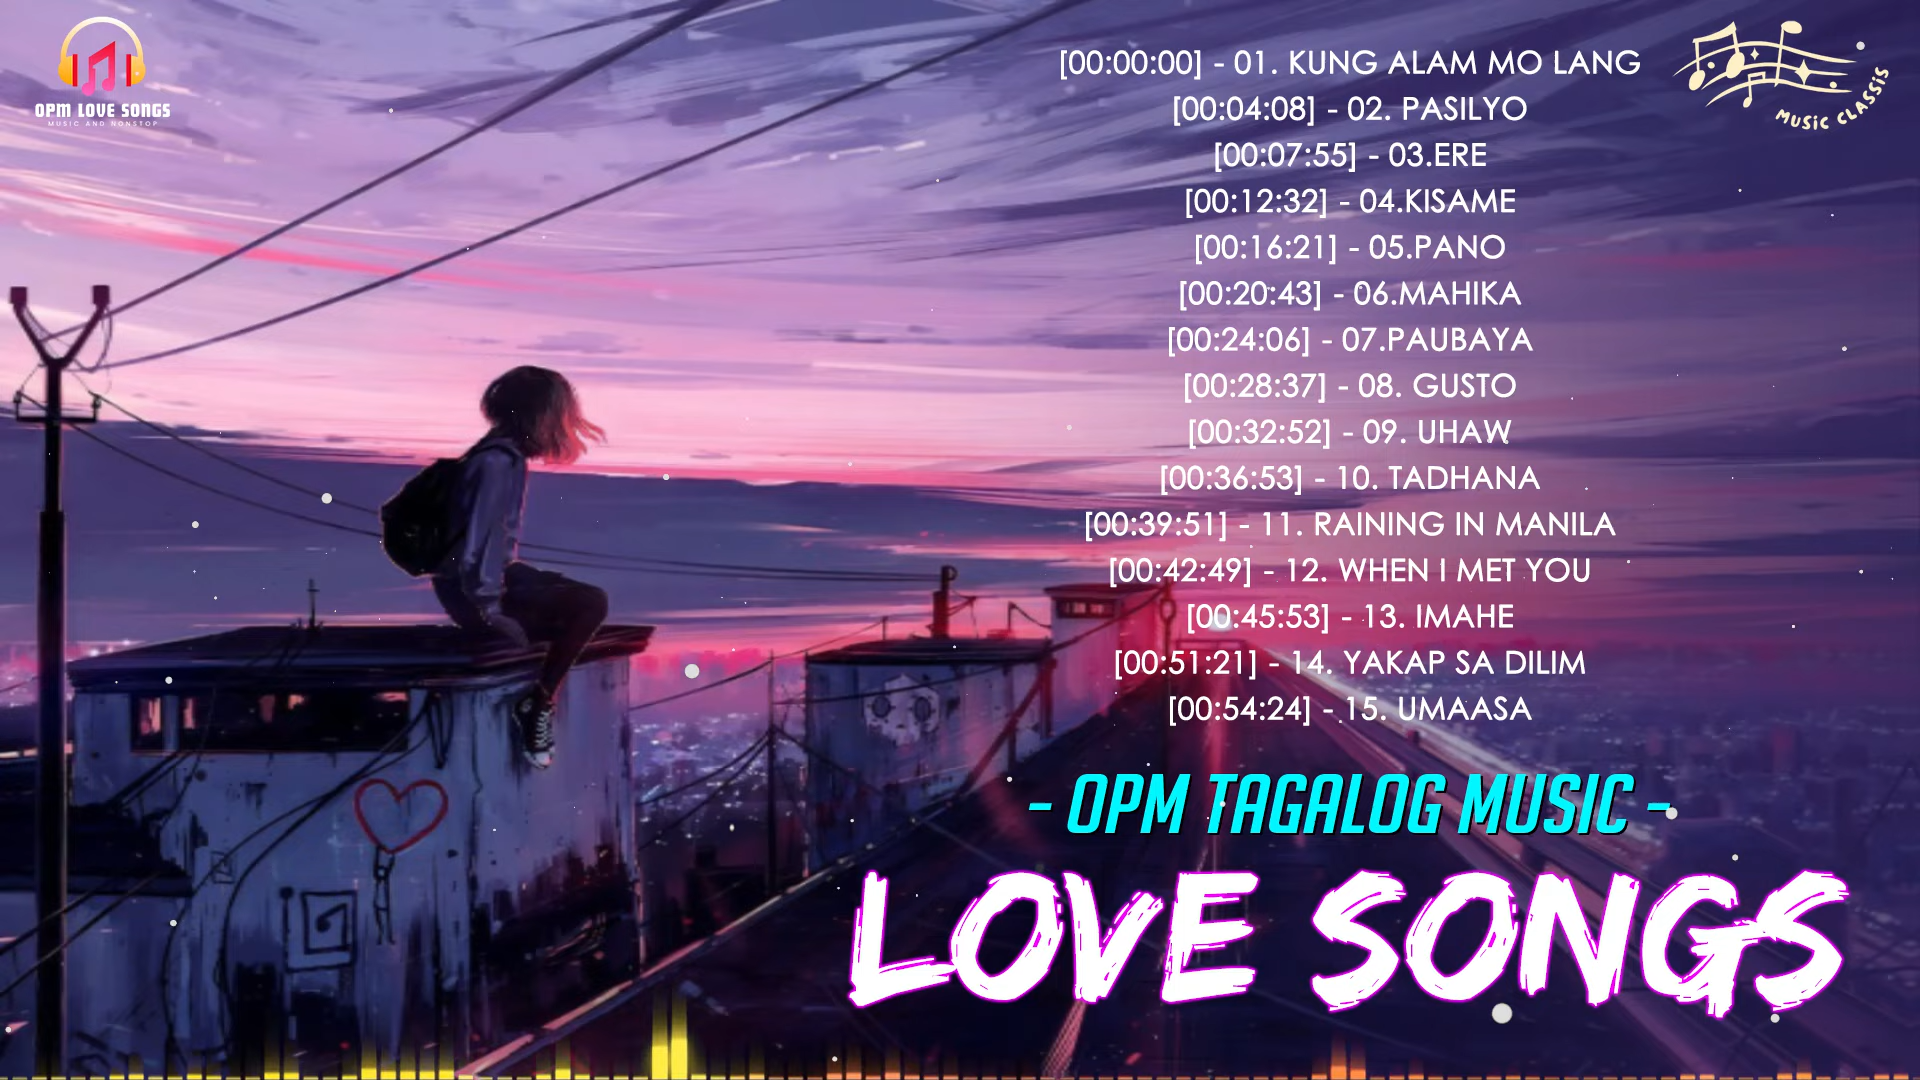 OPM LOVE SONGS
MUSIC AND NONSTOP
MUSIC CLASSIS
[00:00:00] - 01. KUNG ALAM MO LANG
[00:04:08] - 02. PASILYO
[00:07:55] - 03.ERE
[00:12:32] - 04.KISAME
[00:16:21] - 05.PANO
[00:20:43] - 06.MAHIKA
[00:24:06] - 07.PAUBAYA
[00:28:37] - 08. GUSTO
[00:32:52] - 09. UHAW
[00:36:53] - 10. TADHANA
[00:39:51] - 11. RAINING IN MANILA
[00:42:49] - 12. WHEN I MET YOU
[00:45:53] - 13. IMAHE
[00:51:21] - 14. YAKAP SA DILIM
[00:54:24] - 15. UMAASA
- OPM TAGALOG MUSIC -
LOVE SONGS